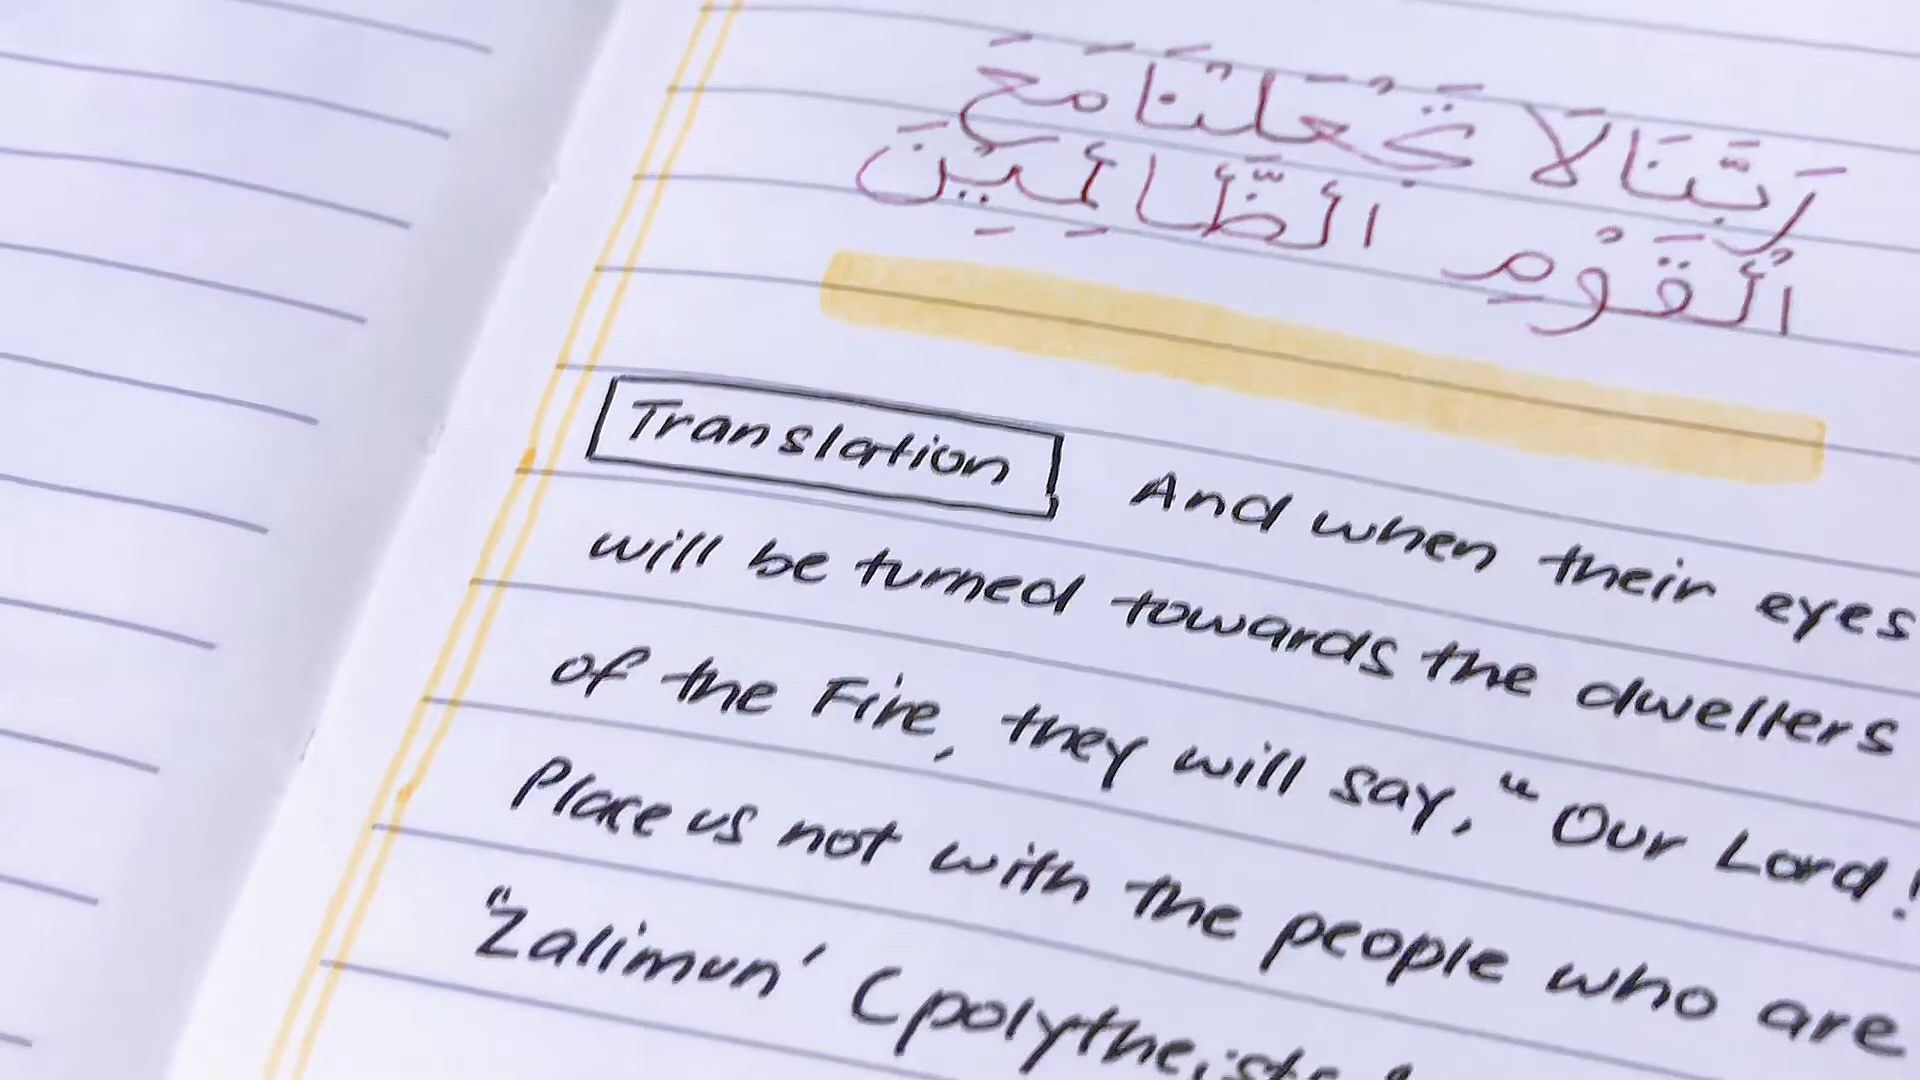 رَبَّنَا لَا تَجْعَلْنَا مَعَ
الْقَوْمِ الظَّالِمِينَ
Translation And when their eyes
will be turned towards the dwellers
of the Fire, they will say, "Our Lord!
Place us not with the people who are
"Zalimun' (polytheists